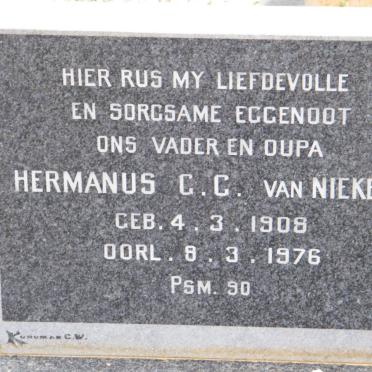 HIER RUS MY LIEFDEVOLLE
EN SORGSAME EGGENOOT
ONS VADER EN OUPA
HERMANUS C. C. VAN NIEKE
GEB. 4. 3. 1908
OORL. 8. 3. 1976
PSM. 90
KURUMAN G.W.